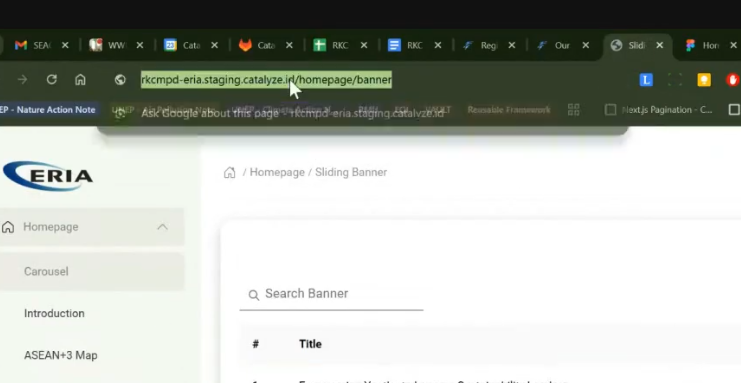 SEA
WW
Cata
Cata
RKC
RKC
Regi
Our
Slidi
Hon
rkcmpd-eria.staging.catalyze.id/homepage/banner
L
EP - Nature Action Note
Reusable Framework
Next.js Pagination - C...
Ask Google about this page - rkcmpd-eria.staging.catalyze.id
ERIA
/ Homepage / Sliding Banner
Homepage
Carousel
Search Banner
Introduction
# Title
ASEAN+3 Map